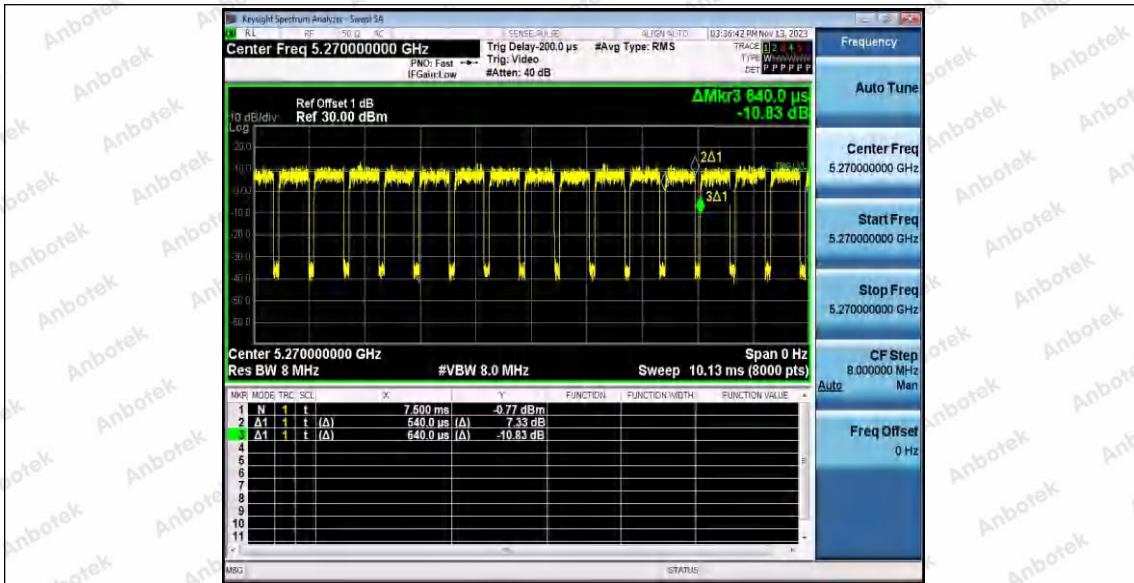 Keysight Spectrum Analyzer - Swept SA
RL RF 50 Ω AC SENSE:PULSE ALIGN AUTO 03:36:42 PM Nov 13, 2023
Center Freq 5.270000000 GHz
PNO: Fast
IFGain:Low
Trig Delay-200.0 µs
Trig: Video
#Atten: 40 dB
#Avg Type: RMS
TRACE 1 2 3 4 5 6
TYPE
DET P P P P P P
ΔMkr3 640.0 µs
-10.83 dB
Ref Offset 1 dB
10 dB/div Ref 30.00 dBm
Log
20.0
10.0
0.00
-10.0
-20.0
-30.0
-40.0
-50.0
-60.0
2Δ1
3Δ1
Center 5.270000000 GHz Span 0 Hz
Res BW 8 MHz #VBW 8.0 MHz Sweep 10.13 ms (8000 pts)
MKR MODE TRC SCL X Y FUNCTION FUNCTION WIDTH FUNCTION VALUE
1 N 1 t 7.500 ms -0.77 dBm
2 Δ1 1 t (Δ) 540.0 µs (Δ) 7.33 dB
3 Δ1 1 t (Δ) 640.0 µs (Δ) -10.83 dB
4
5
6
7
8
9
10
11
MSG STATUS
Frequency
Auto Tune
Center Freq
5.270000000 GHz
Start Freq
5.270000000 GHz
Stop Freq
5.270000000 GHz
CF Step
8.000000 MHz
Auto Man
Freq Offset
0 Hz
Anbotek